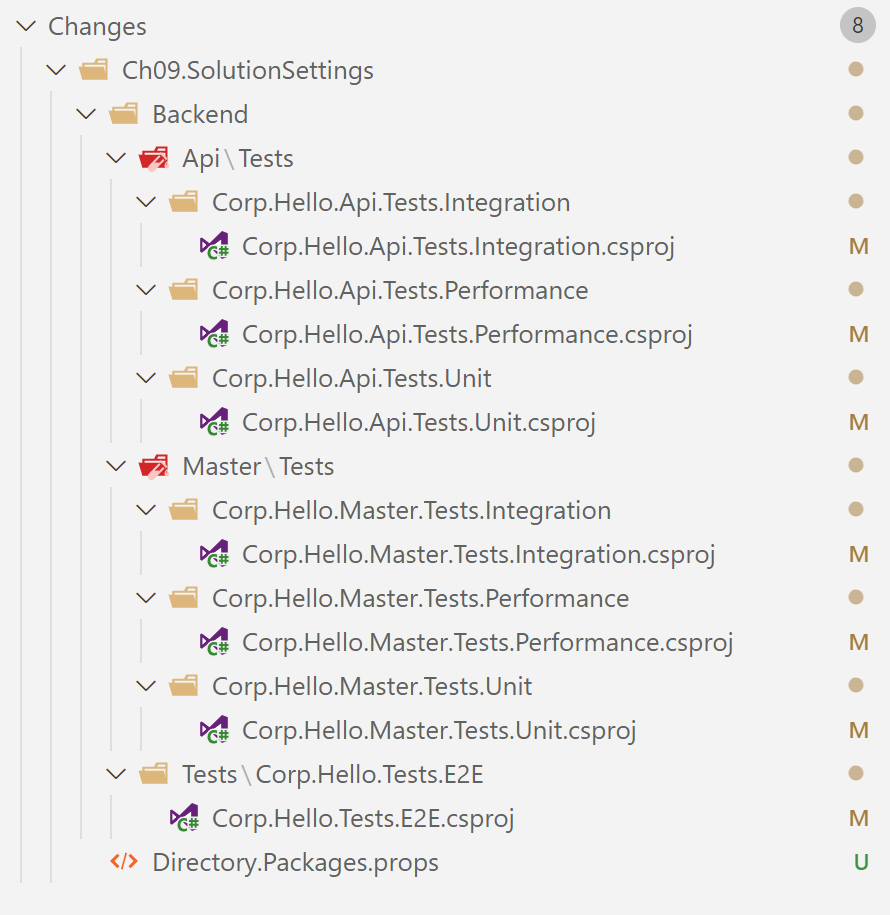 Changes 8
Ch09.SolutionSettings
Backend
Api\Tests
Corp.Hello.Api.Tests.Integration
Corp.Hello.Api.Tests.Integration.csproj M
Corp.Hello.Api.Tests.Performance
Corp.Hello.Api.Tests.Performance.csproj M
Corp.Hello.Api.Tests.Unit
Corp.Hello.Api.Tests.Unit.csproj M
Master\Tests
Corp.Hello.Master.Tests.Integration
Corp.Hello.Master.Tests.Integration.csproj M
Corp.Hello.Master.Tests.Performance
Corp.Hello.Master.Tests.Performance.csproj M
Corp.Hello.Master.Tests.Unit
Corp.Hello.Master.Tests.Unit.csproj M
Tests\Corp.Hello.Tests.E2E
Corp.Hello.Tests.E2E.csproj M
Directory.Packages.props U